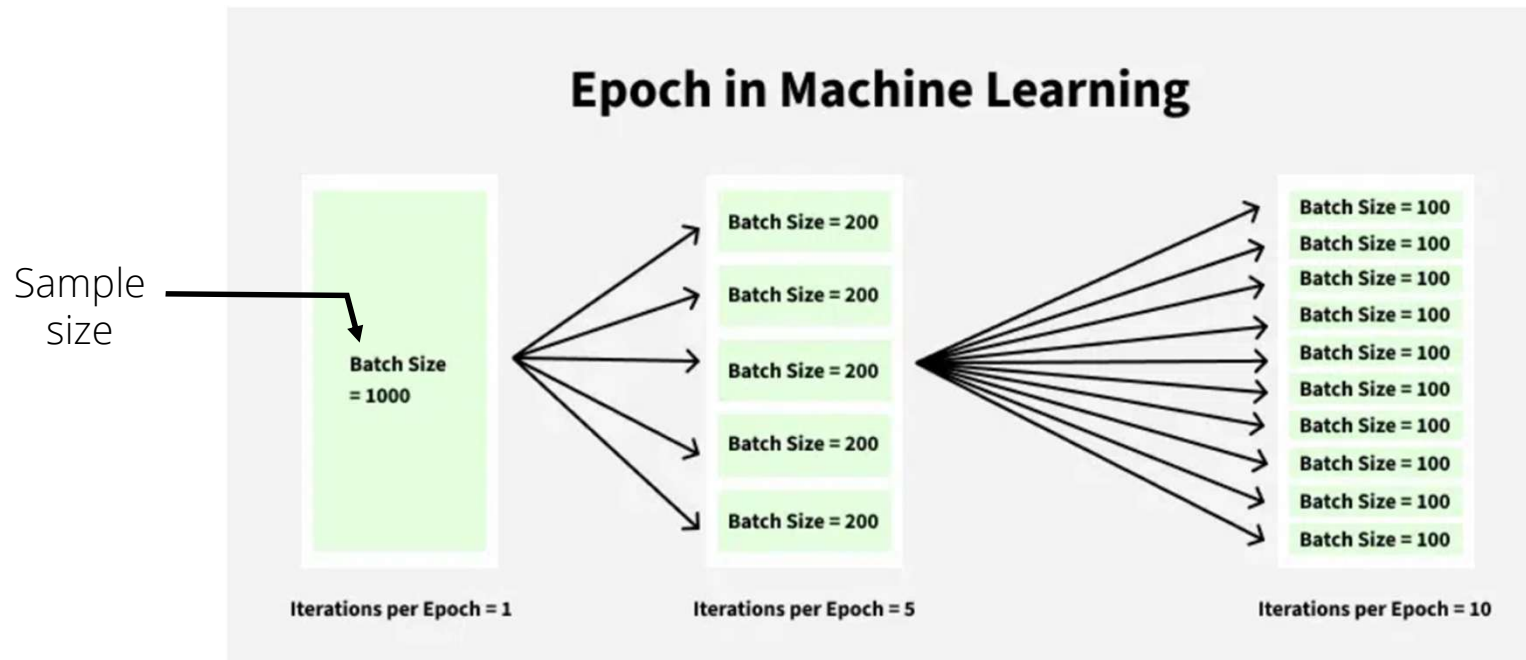 Epoch in Machine Learning
Sample
size
Batch Size
= 1000
Iterations per Epoch = 1
Batch Size = 200
Batch Size = 200
Batch Size = 200
Batch Size = 200
Batch Size = 200
Iterations per Epoch = 5
Batch Size = 100
Batch Size = 100
Batch Size = 100
Batch Size = 100
Batch Size = 100
Batch Size = 100
Batch Size = 100
Batch Size = 100
Batch Size = 100
Batch Size = 100
Iterations per Epoch = 10